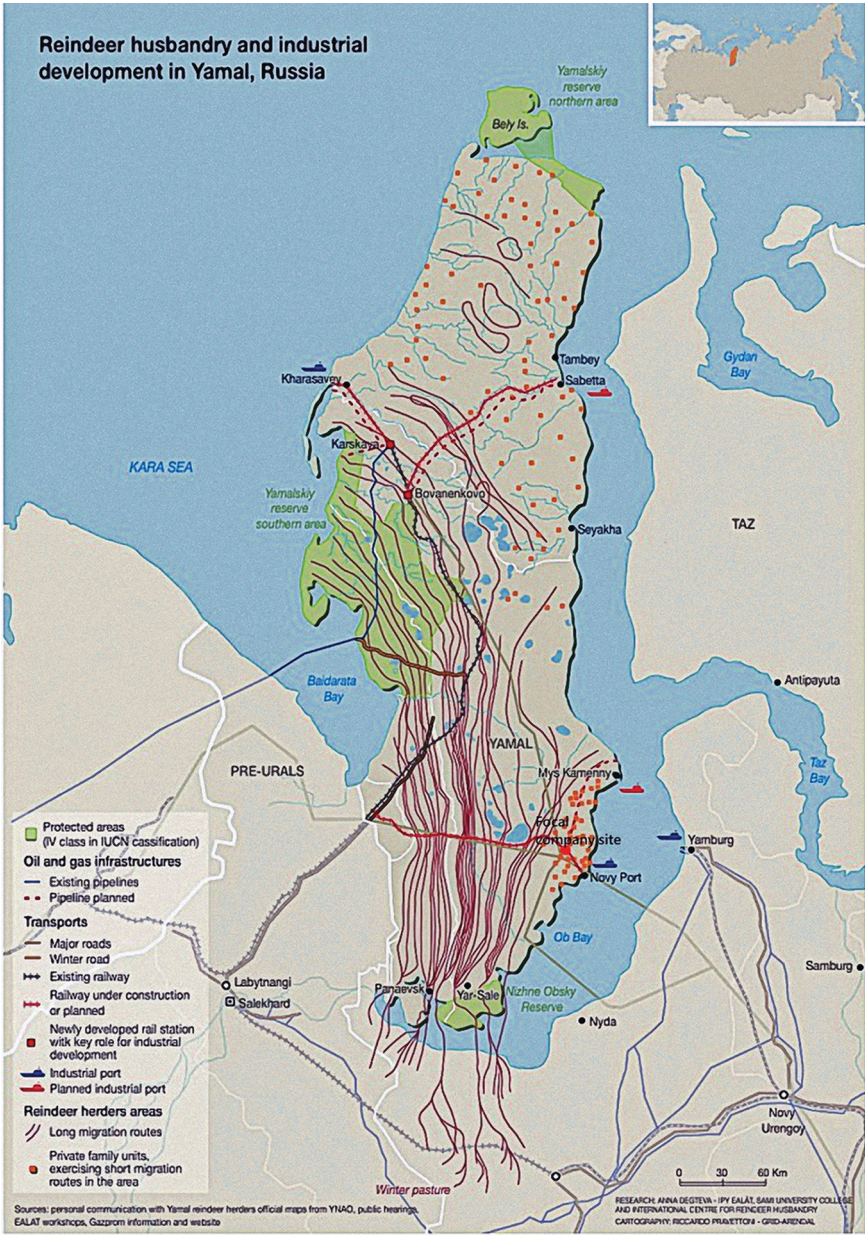 Reindeer husbandry and industrial
development in Yamal, Russia
Yamalskiy
reserve
northern area
Bely Is.
Tambey
Sabetta
Kharasavey
Gydan
Bay
Karskaya
KARA SEA
Bovanenkovo
Yamalskiy
reserve
southern area
Seyakha
TAZ
Baidarata
Bay
Antipayuta
YAMAL
PRE-URALS
Mys Kamenny
Taz
Bay
Focal
company site
Yamburg
Novy Port
Ob Bay
Samburg
Labytnangi
Salekhard
Panaevsk
Yar-Sale
Nizhne Obsky
Reserve
Nyda
Novy
Urengoy
Winter pasture
Protected areas
(IV class in IUCN cassification)
Oil and gas infrastructures
Existing pipelines
Pipeline planned
Transports
Major roads
Winter road
Existing railway
Railway under construction
or planned
Newly developed rail station
witk key role for industrial
development
Industrial port
Planned industrial port
Reindeer herders areas
Long migration routes
Private family units,
exercising short migration
routes in the area
0 30 60 Km
Sources: personal communication with Yamal reindeer herders official maps from YNAO, public hearings,
EALAT workshops, Gazprom information and website
RESEARCH: ANNA DEGTEVA - IPY EALÁT, SAMI UNIVERSITY COLLEGE
AND INTERNATIONAL CENTRE FOR REINDEER HUSBANDRY
CARTOGRAPHY: RICCARDO PRAVETTONI - GRID-ARENDAL